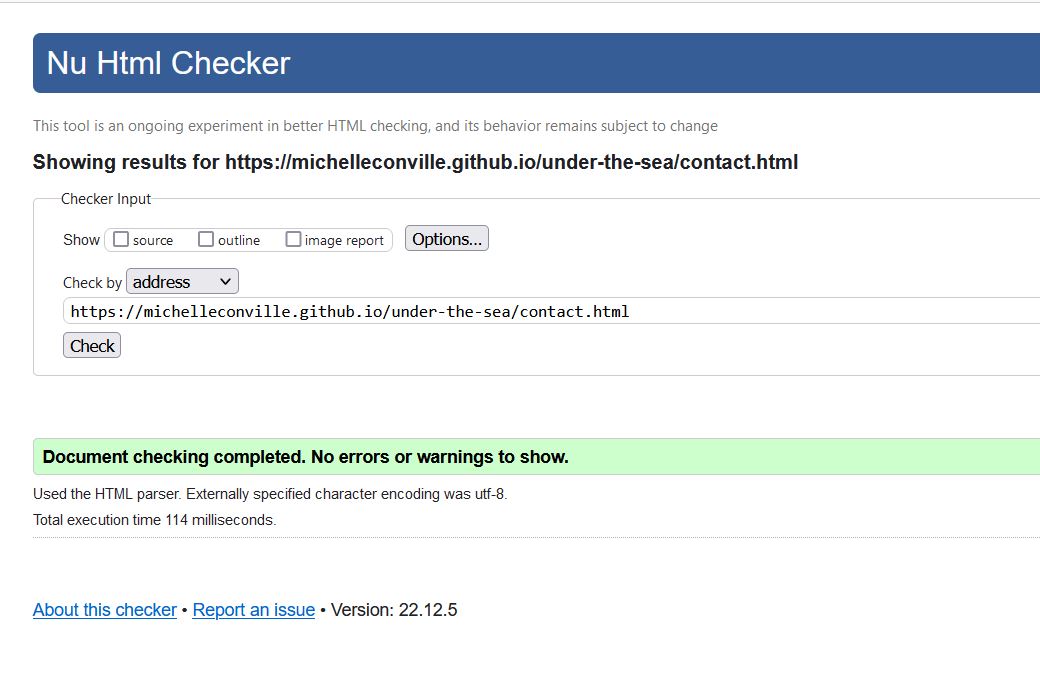 Nu Html Checker
This tool is an ongoing experiment in better HTML checking, and its behavior remains subject to change
Showing results for https://michelleconville.github.io/under-the-sea/contact.html
Checker Input
Show source outline image report Options...
Check by address
https://michelleconville.github.io/under-the-sea/contact.html
Check
Document checking completed. No errors or warnings to show.
Used the HTML parser. Externally specified character encoding was utf-8.
Total execution time 114 milliseconds.
About this checker • Report an issue • Version: 22.12.5